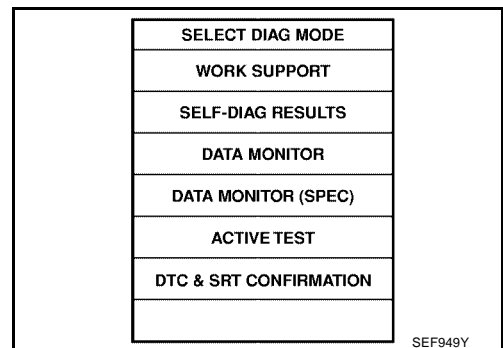 SELECT DIAG MODE
WORK SUPPORT
SELF-DIAG RESULTS
DATA MONITOR
DATA MONITOR (SPEC)
ACTIVE TEST
DTC & SRT CONFIRMATION
SEF949Y